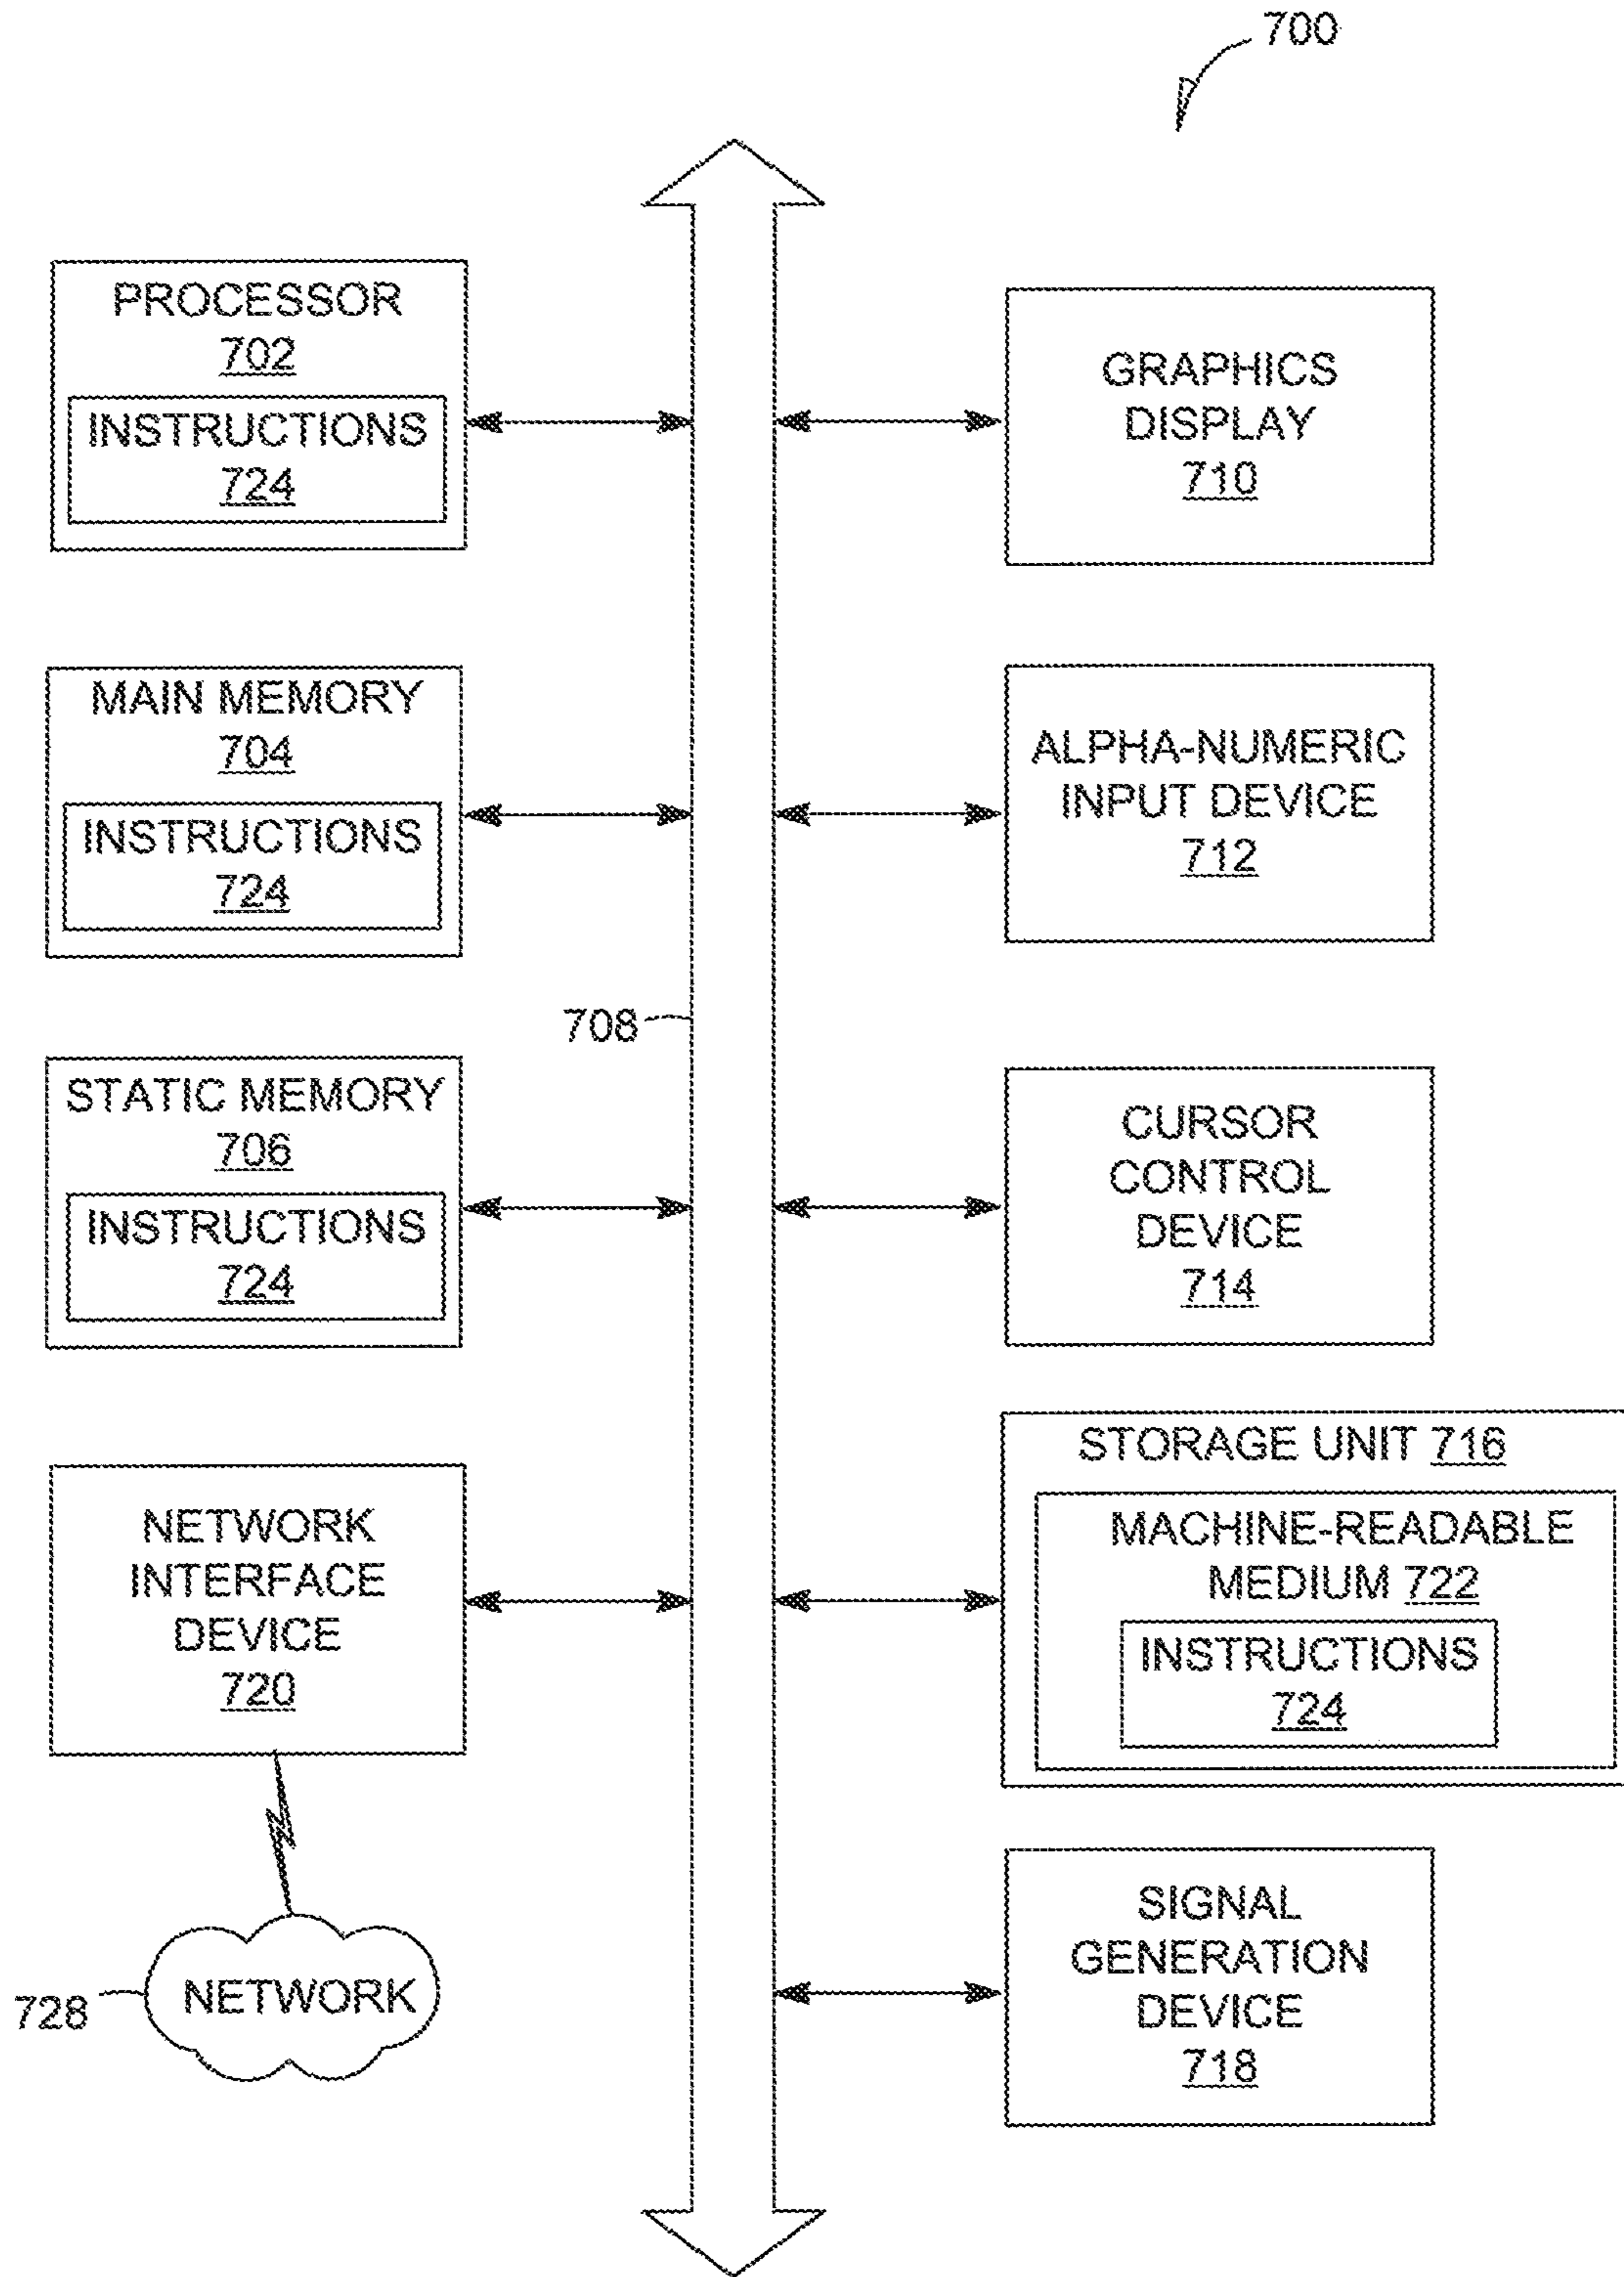 700
PROCESSOR
702
INSTRUCTIONS
724
MAIN MEMORY
704
INSTRUCTIONS
724
708
STATIC MEMORY
706
INSTRUCTIONS
724
NETWORK
INTERFACE
DEVICE
720
728
NETWORK
GRAPHICS
DISPLAY
710
ALPHA-NUMERIC
INPUT DEVICE
712
CURSOR
CONTROL
DEVICE
714
STORAGE UNIT 716
MACHINE-READABLE
MEDIUM 722
INSTRUCTIONS
724
SIGNAL
GENERATION
DEVICE
718